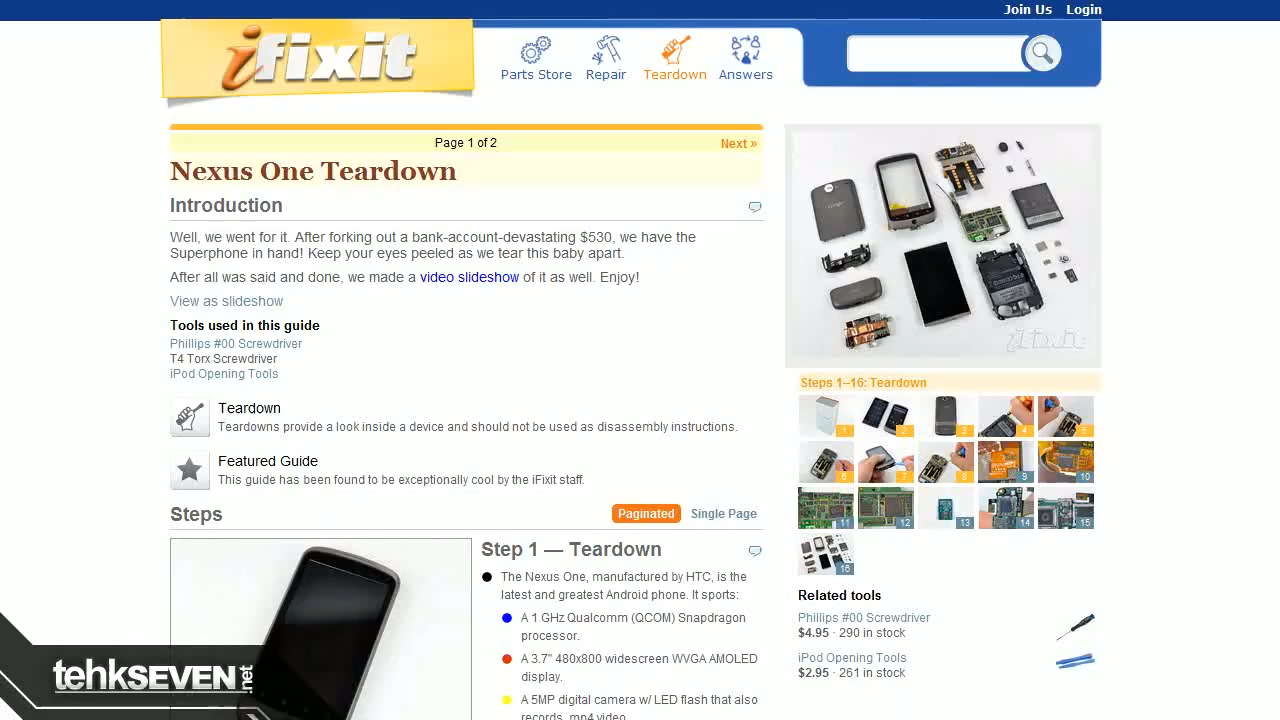 Join Us Login
ifixit
Parts Store Repair Teardown Answers
Page 1 of 2
Next »
Nexus One Teardown
Introduction
Well, we went for it. After forking out a bank-account-devastating $530, we have the
Superphone in hand! Keep your eyes peeled as we tear this baby apart.
After all was said and done, we made a video slideshow of it as well. Enjoy!
View as slideshow
Tools used in this guide
Phillips #00 Screwdriver
T4 Torx Screwdriver
iPod Opening Tools
Teardown
Teardowns provide a look inside a device and should not be used as disassembly instructions.
Featured Guide
This guide has been found to be exceptionally cool by the iFixit staff.
Steps
Paginated Single Page
Step 1 — Teardown
The Nexus One, manufactured by HTC, is the
latest and greatest Android phone. It sports:
A 1 GHz Qualcomm (QCOM) Snapdragon
processor.
A 3.7" 480x800 widescreen WVGA AMOLED
display.
A 5MP digital camera w/ LED flash that also
records .mp4 video
iFixit
Steps 1–16: Teardown
1 2 3 4 5
6 7 8 9 10
11 12 13 14 15
16
Related tools
Phillips #00 Screwdriver
$4.95 · 290 in stock
iPod Opening Tools
$2.95 · 261 in stock
tehkSEVEN.net